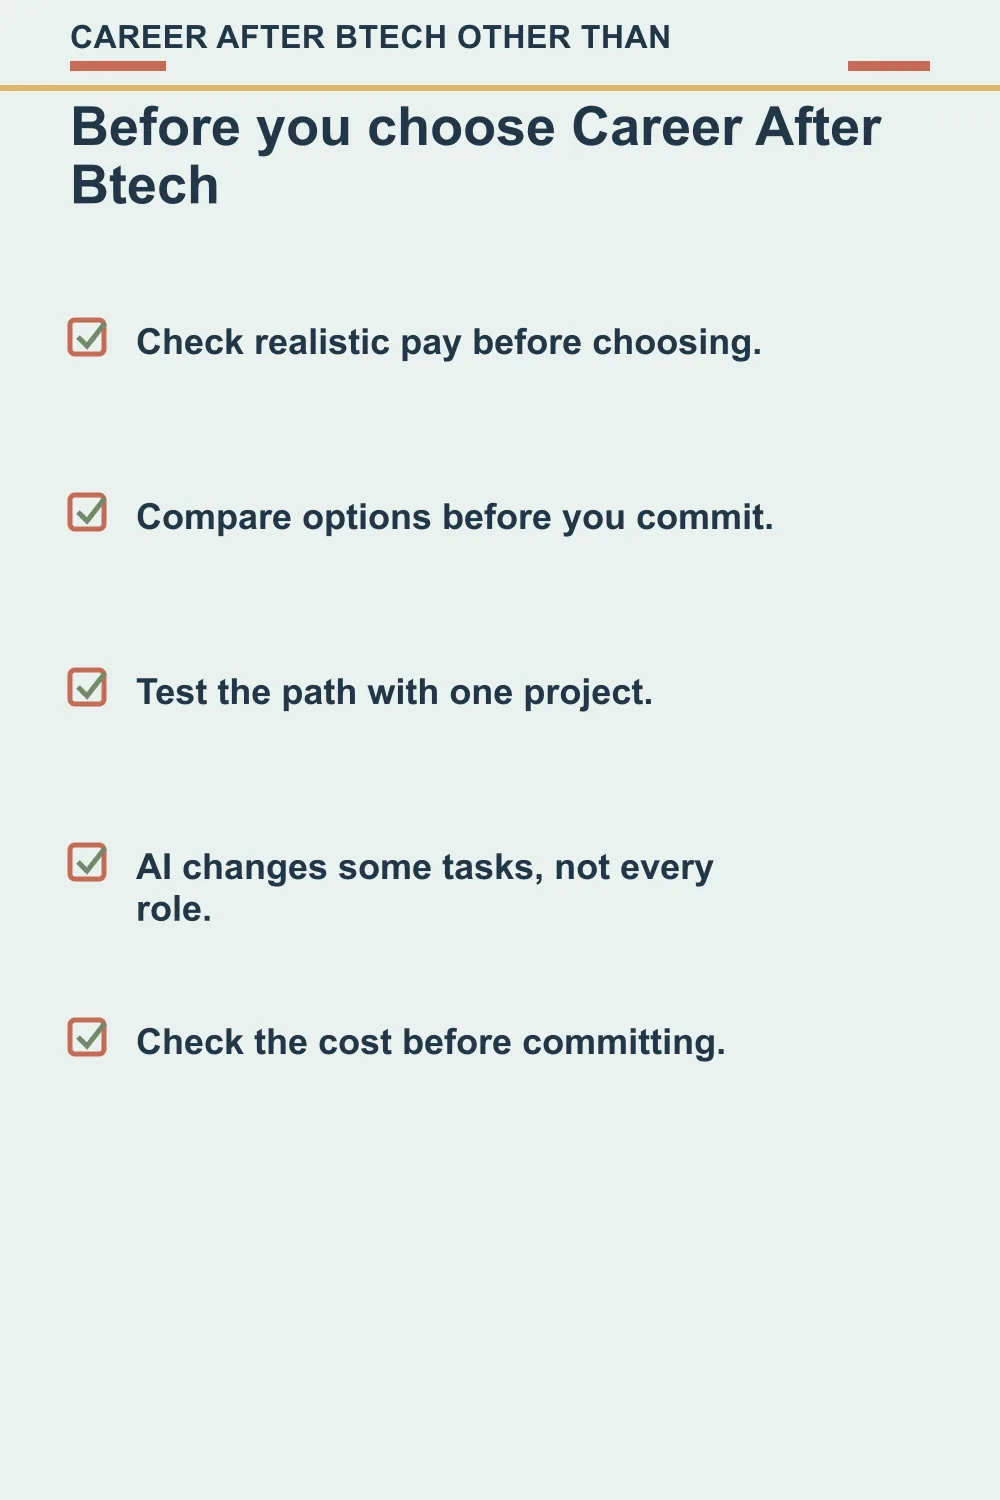 CAREER AFTER BTECH OTHER THAN
Before you choose Career After
Btech
Check realistic pay before choosing.
Compare options before you commit.
Test the path with one project.
AI changes some tasks, not every
role.
Check the cost before committing.